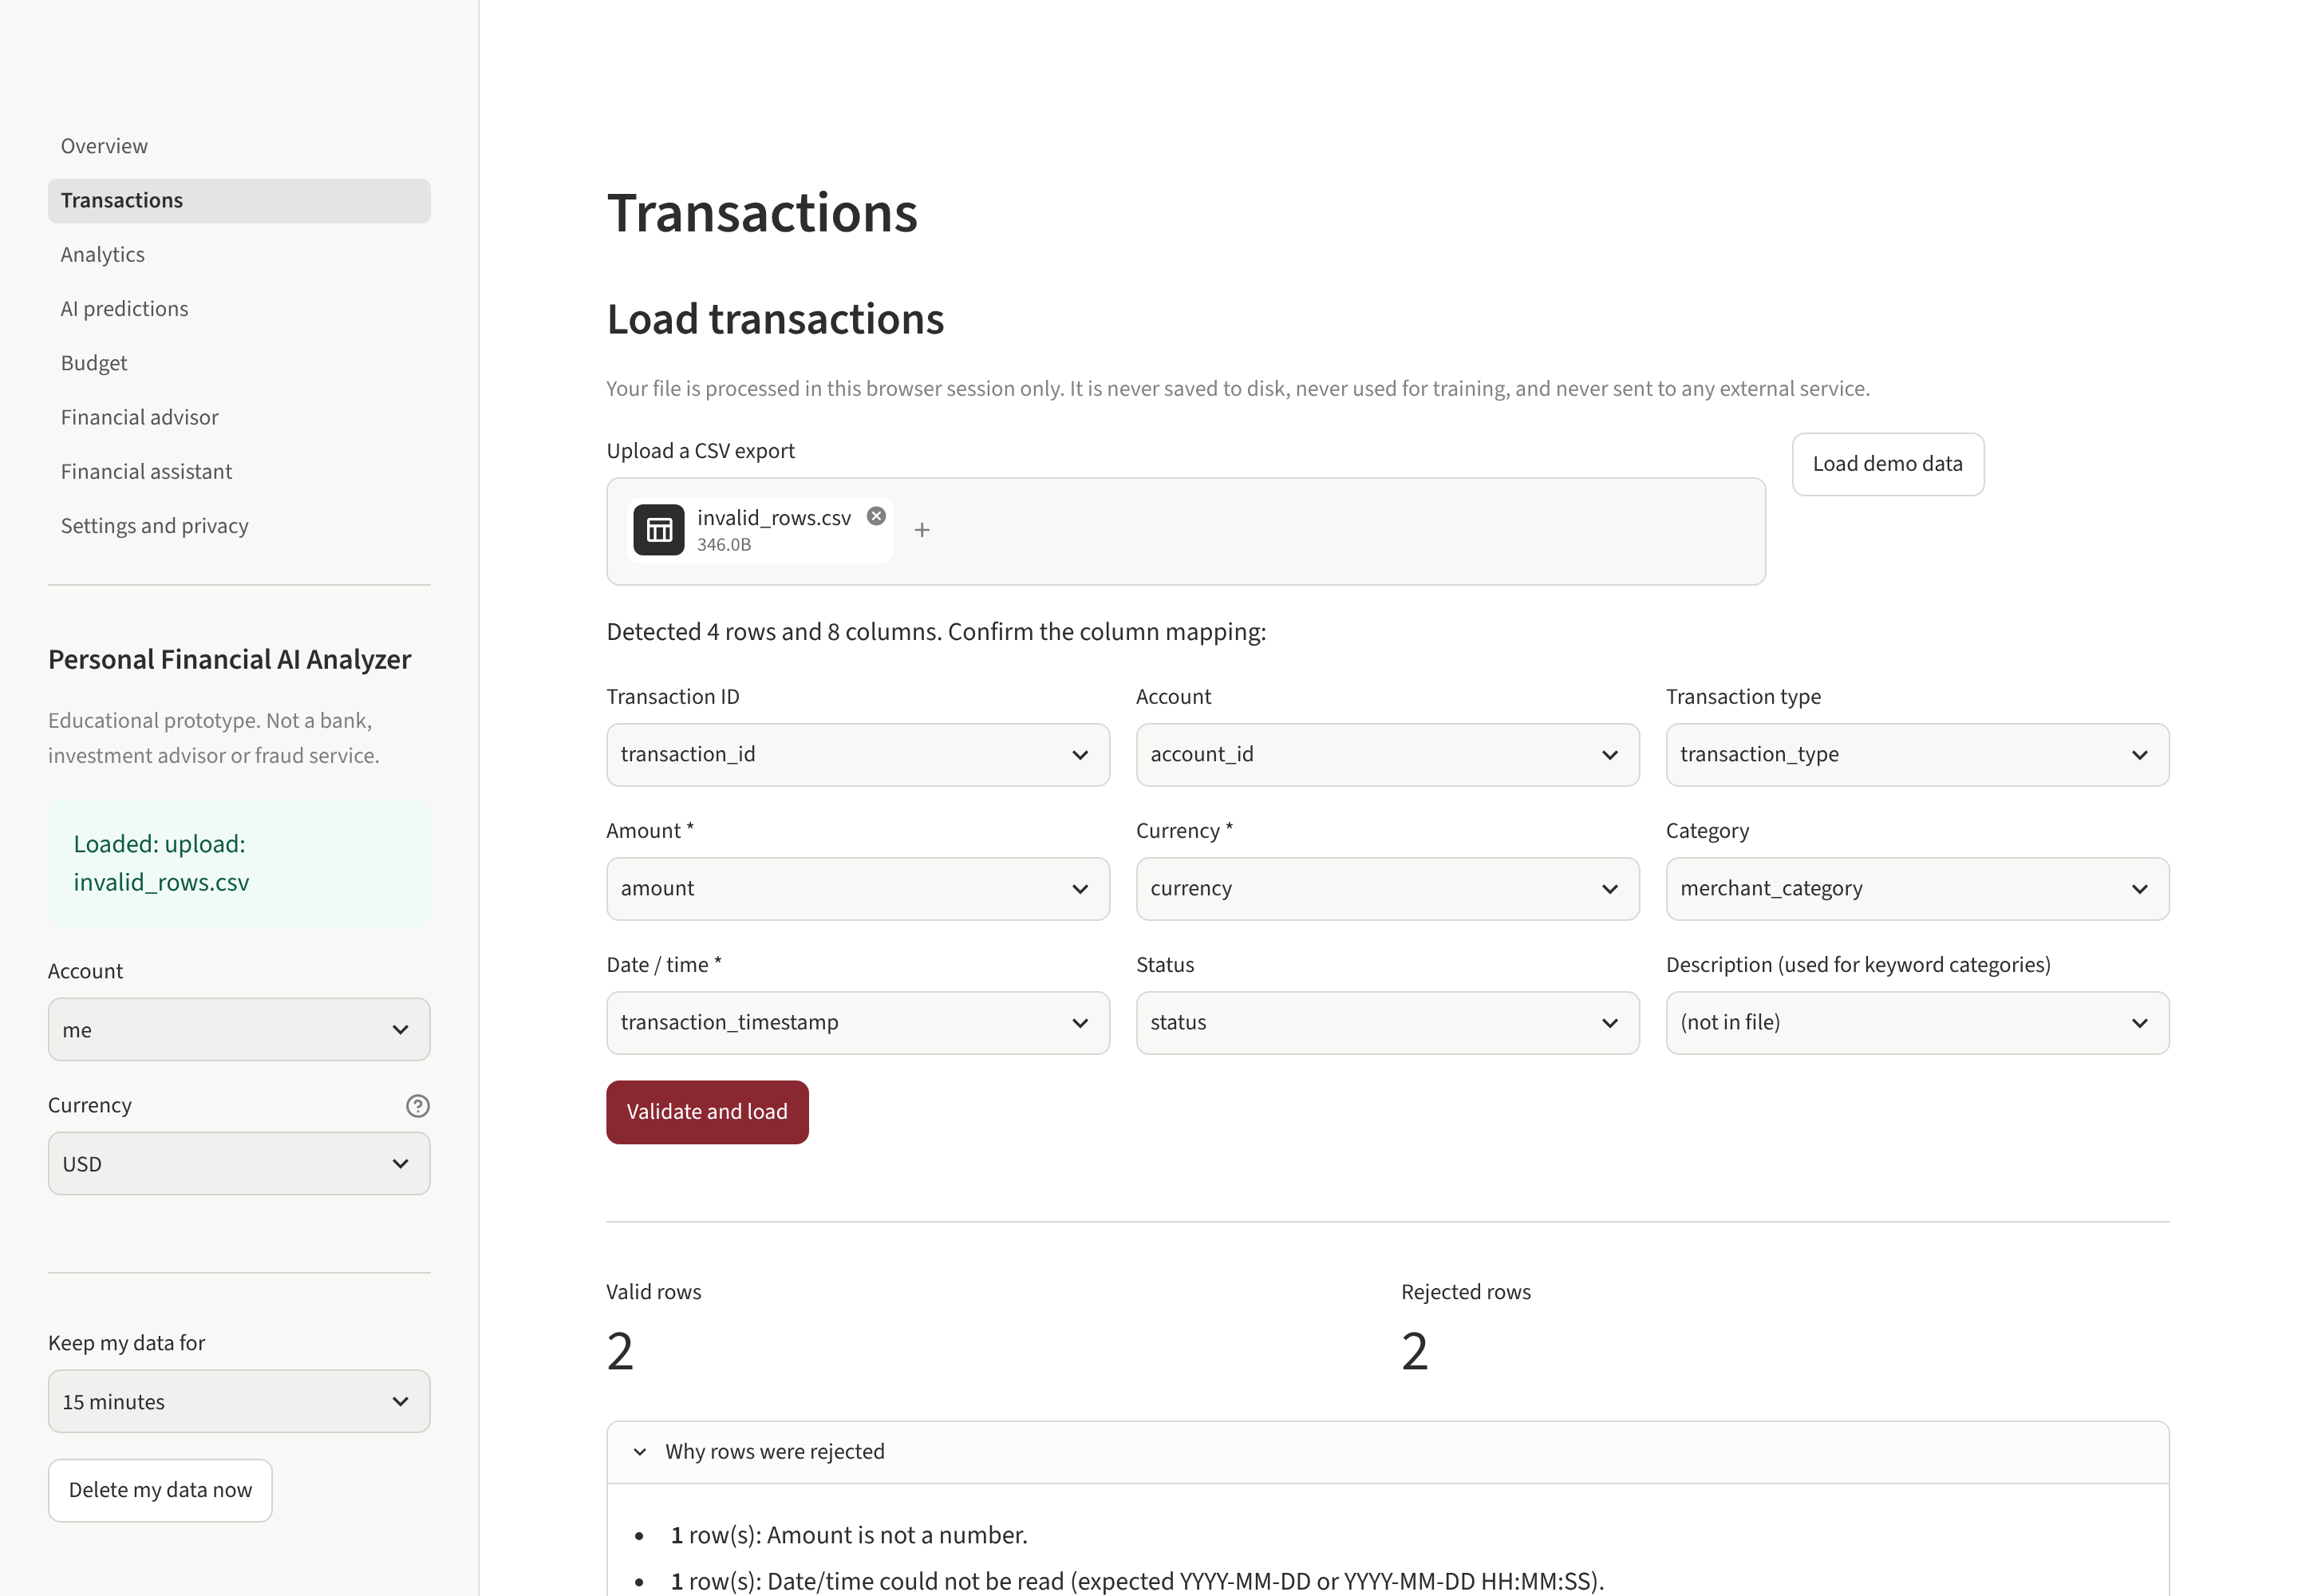 Overview
Transactions
Analytics
AI predictions
Budget
Financial advisor
Financial assistant
Settings and privacy
Personal Financial AI Analyzer
Educational prototype. Not a bank,
investment advisor or fraud service.
Loaded: upload:
invalid_rows.csv
Account
me
Currency
USD
Keep my data for
15 minutes
Delete my data now
Transactions
Load transactions
Your file is processed in this browser session only. It is never saved to disk, never used for training, and never sent to any external service.
Upload a CSV export
Load demo data
invalid_rows.csv
346.0B
Detected 4 rows and 8 columns. Confirm the column mapping:
Transaction ID
Account
Transaction type
transaction_id
account_id
transaction_type
Amount *
Currency *
Category
amount
currency
merchant_category
Date / time *
Status
Description (used for keyword categories)
transaction_timestamp
status
(not in file)
Validate and load
Valid rows
Rejected rows
2
2
Why rows were rejected
• 1 row(s): Amount is not a number.
• 1 row(s): Date/time could not be read (expected YYYY-MM-DD or YYYY-MM-DD HH:MM:SS).